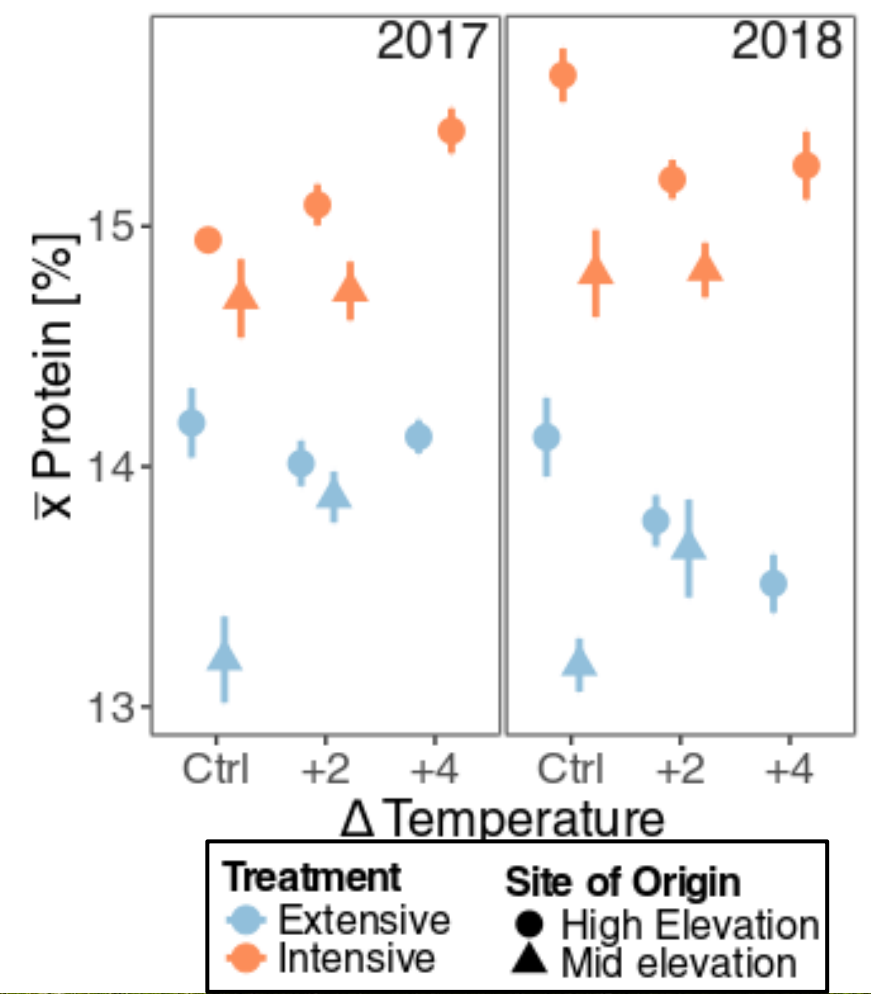 2017 2018
x̅ Protein [%]
15
14
13
Ctrl +2 +4 Ctrl +2 +4
Δ Temperature
Treatment
Extensive
Intensive
Site of Origin
High Elevation
Mid elevation